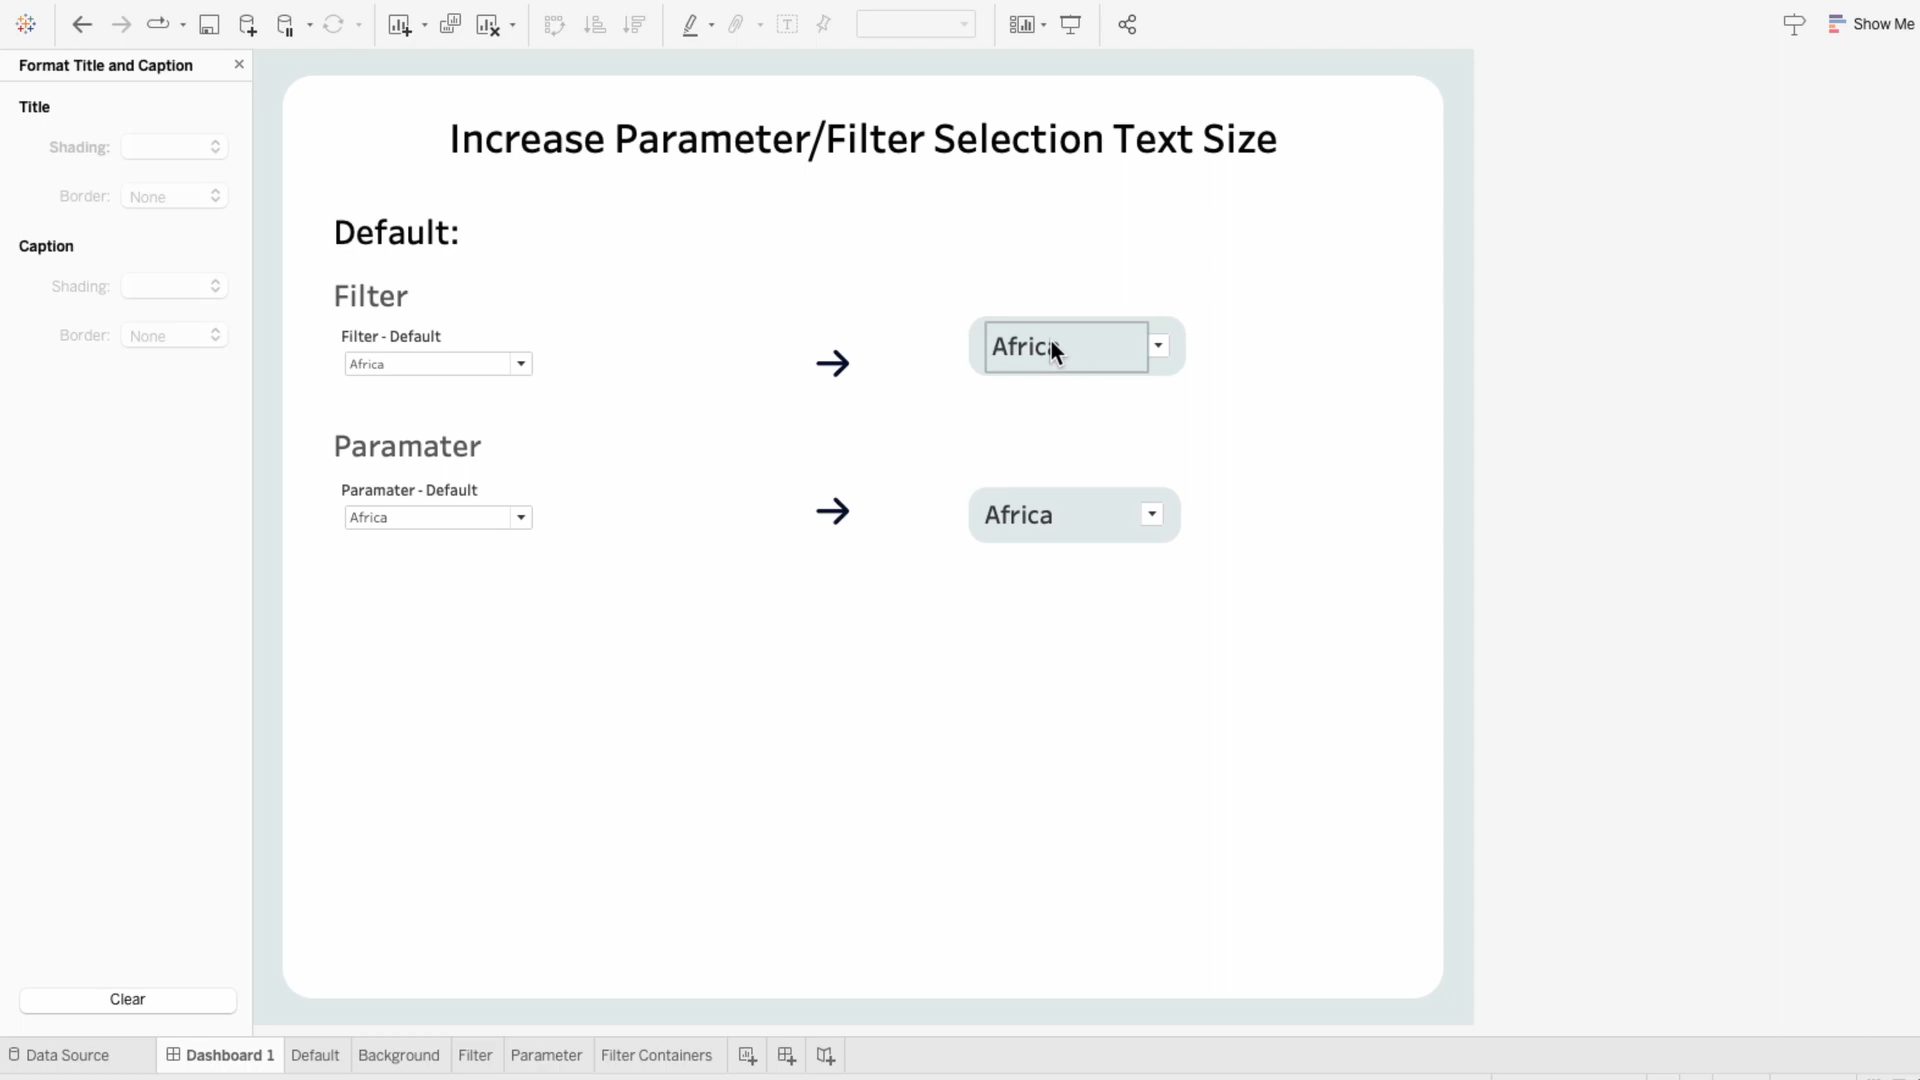 Show Me
Format Title and Caption
Title
Shading:
Border: None
Caption
Shading:
Border: None
Clear
Increase Parameter/Filter Selection Text Size
Default:
Filter
Filter - Default
Africa
Africa
Paramater
Paramater - Default
Africa
Africa
Data Source
Dashboard 1
Default
Background
Filter
Parameter
Filter Containers